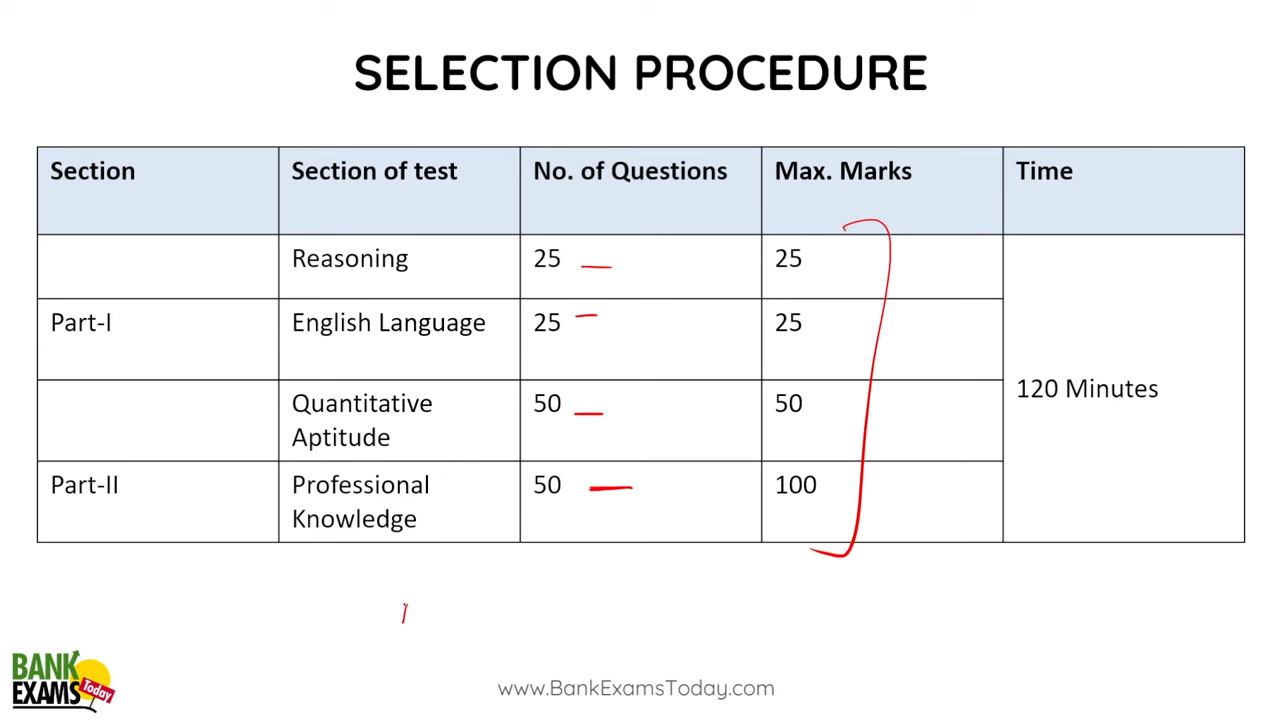 SELECTION PROCEDURE
Section Section of test No. of Questions Max. Marks Time
Reasoning 25 25
Part-I English Language 25 25
120 Minutes
Quantitative 50 50
Aptitude
Part-II Professional 50 100
Knowledge
BANK
EXAMS Today
www.BankExamsToday.com